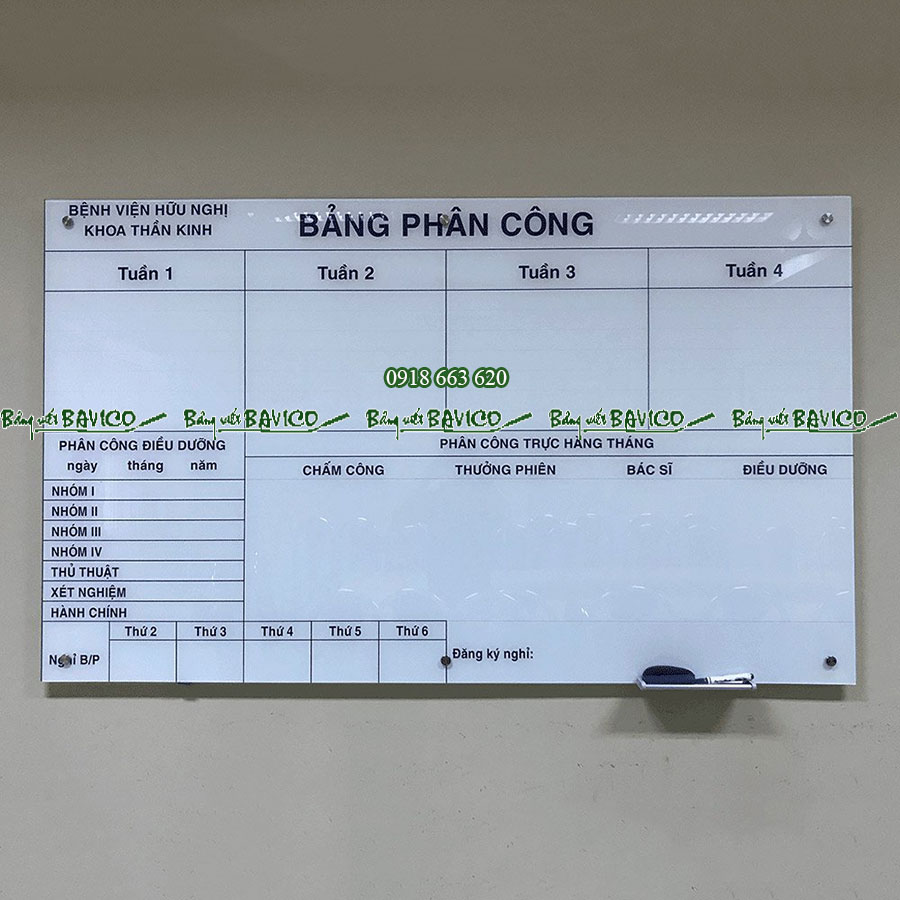 BỆNH VIỆN HỮU NGHỊ
KHOA THẦN KINH
BẢNG PHÂN CÔNG
Tuần 1 Tuần 2 Tuần 3 Tuần 4
0918 663 620
Bảng viết BAVICO Bảng viết BAVICO Bảng viết BAVICO Bảng viết BAVICO Bảng viết BAVICO
PHÂN CÔNG ĐIỀU DƯỠNG
ngày tháng năm
NHÓM I
NHÓM II
NHÓM III
NHÓM IV
THỦ THUẬT
XÉT NGHIỆM
HÀNH CHÍNH
PHÂN CÔNG TRỰC HÀNG THÁNG
CHẤM CÔNG THƯỞNG PHIÊN BÁC SĨ ĐIỀU DƯỠNG
Thứ 2 Thứ 3 Thứ 4 Thứ 5 Thứ 6
Nghỉ B/P
Đăng ký nghỉ: